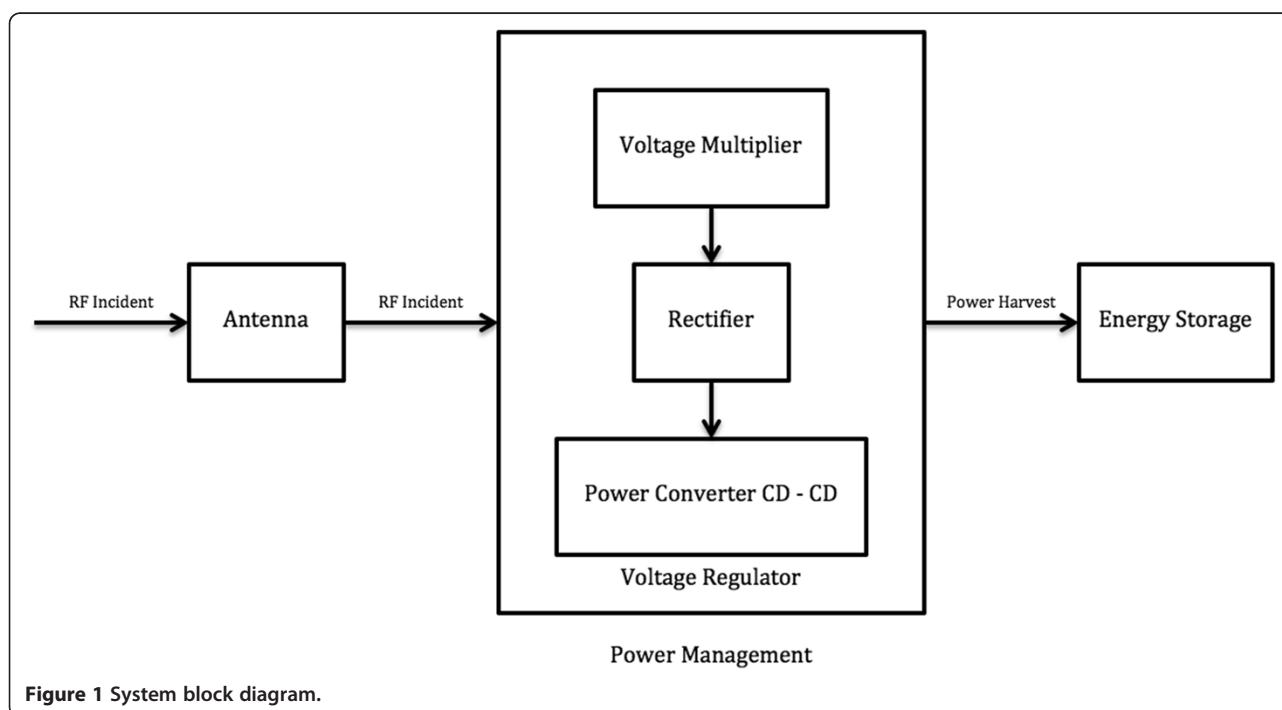 RF Incident
Antenna
RF Incident
Voltage Multiplier
Rectifier
Power Converter CD - CD
Voltage Regulator
Power Management
Power Harvest
Energy Storage
Figure 1 System block diagram.